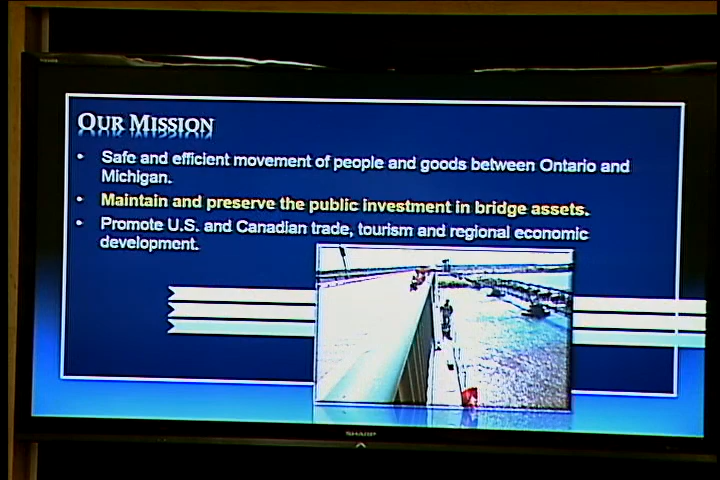 OUR MISSION
• Safe and efficient movement of people and goods between Ontario and
Michigan.
• Maintain and preserve the public investment in bridge assets.
• Promote U.S. and Canadian trade, tourism and regional economic
development.
SHARP